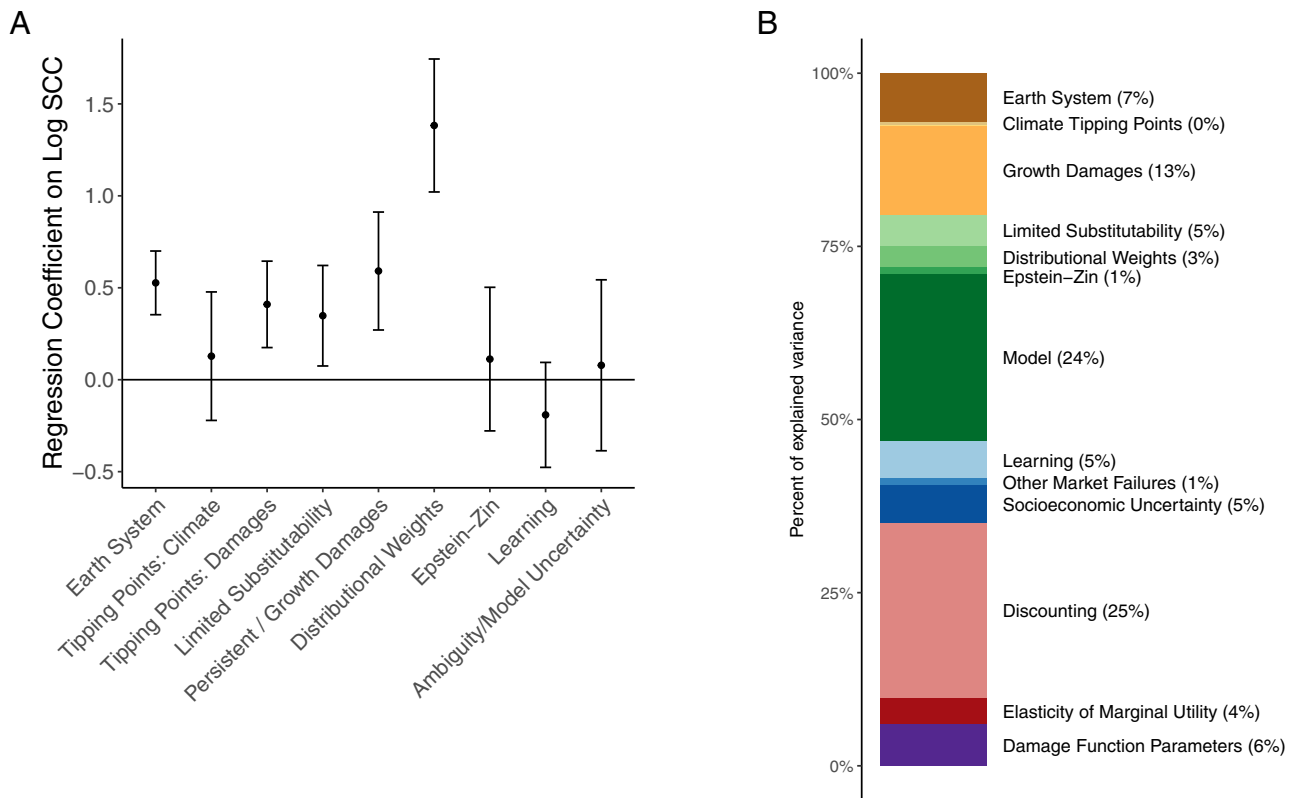 A
Regression Coefficient on Log SCC
1.5
1.0
0.5
0.0
−0.5
Earth System
Tipping Points: Climate
Tipping Points: Damages
Limited Substitutability
Persistent / Growth Damages
Distributional Weights
Epstein−Zin
Learning
Ambiguity/Model Uncertainty
B
Percent of explained variance
100%
75%
50%
25%
0%
Earth System (7%)
Climate Tipping Points (0%)
Growth Damages (13%)
Limited Substitutability (5%)
Distributional Weights (3%)
Epstein−Zin (1%)
Model (24%)
Learning (5%)
Other Market Failures (1%)
Socioeconomic Uncertainty (5%)
Discounting (25%)
Elasticity of Marginal Utility (4%)
Damage Function Parameters (6%)